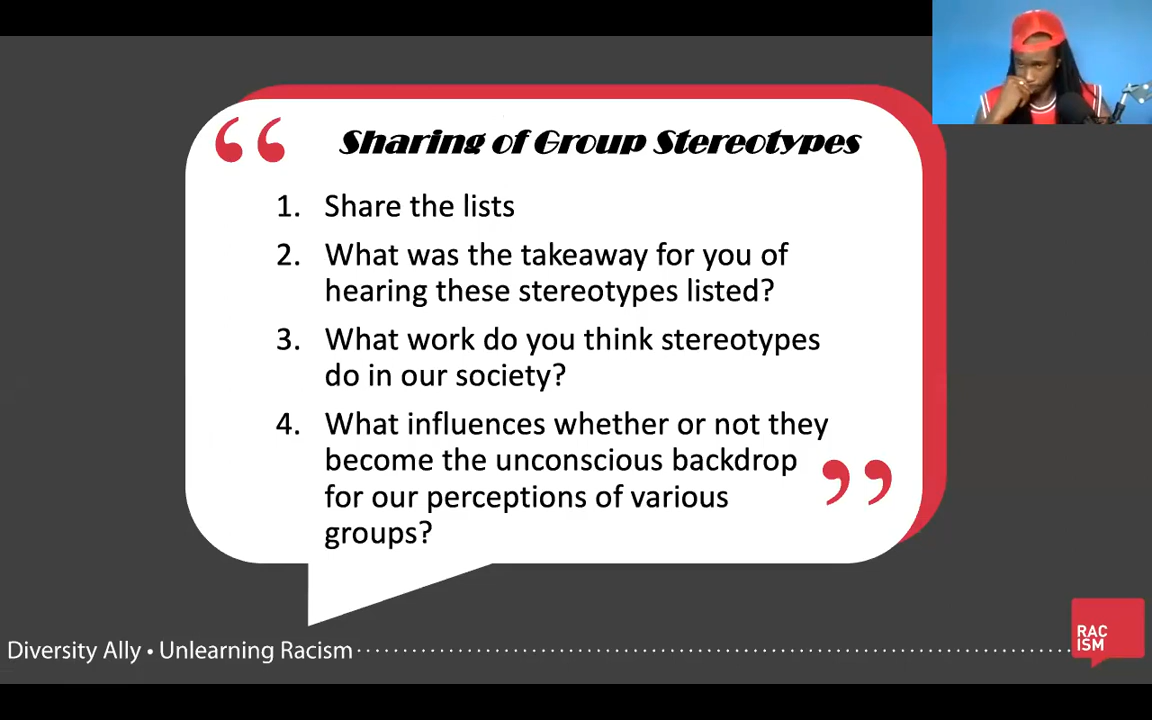 Sharing of Group Stereotypes
1. Share the lists
2. What was the takeaway for you of
hearing these stereotypes listed?
3. What work do you think stereotypes
do in our society?
4. What influences whether or not they
become the unconscious backdrop
for our perceptions of various
groups?
Diversity Ally • Unlearning Racism
RAC
ISM